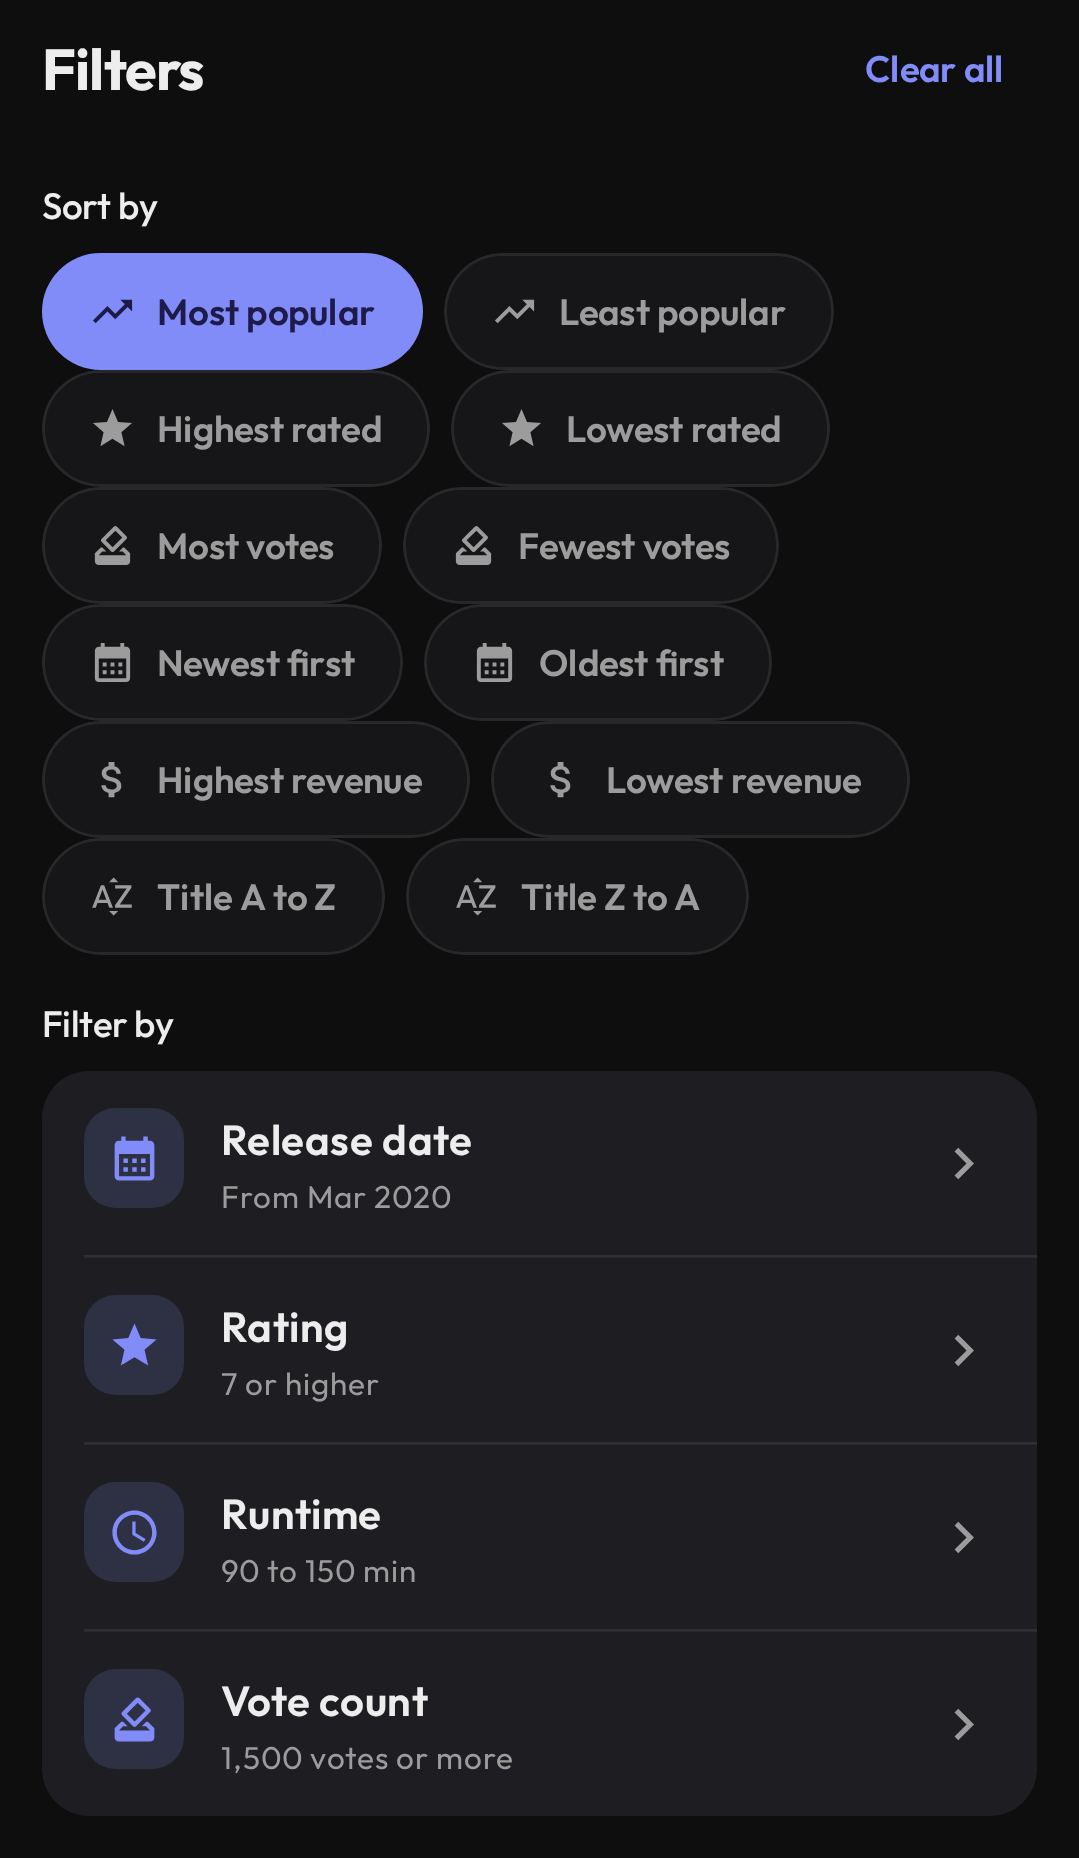 Filters
Clear all
Sort by
Most popular
Least popular
Highest rated
Lowest rated
Most votes
Fewest votes
Newest first
Oldest first
Highest revenue
Lowest revenue
AZ Title A to Z
AZ Title Z to A
Filter by
Release date
From Mar 2020
Rating
7 or higher
Runtime
90 to 150 min
Vote count
1,500 votes or more